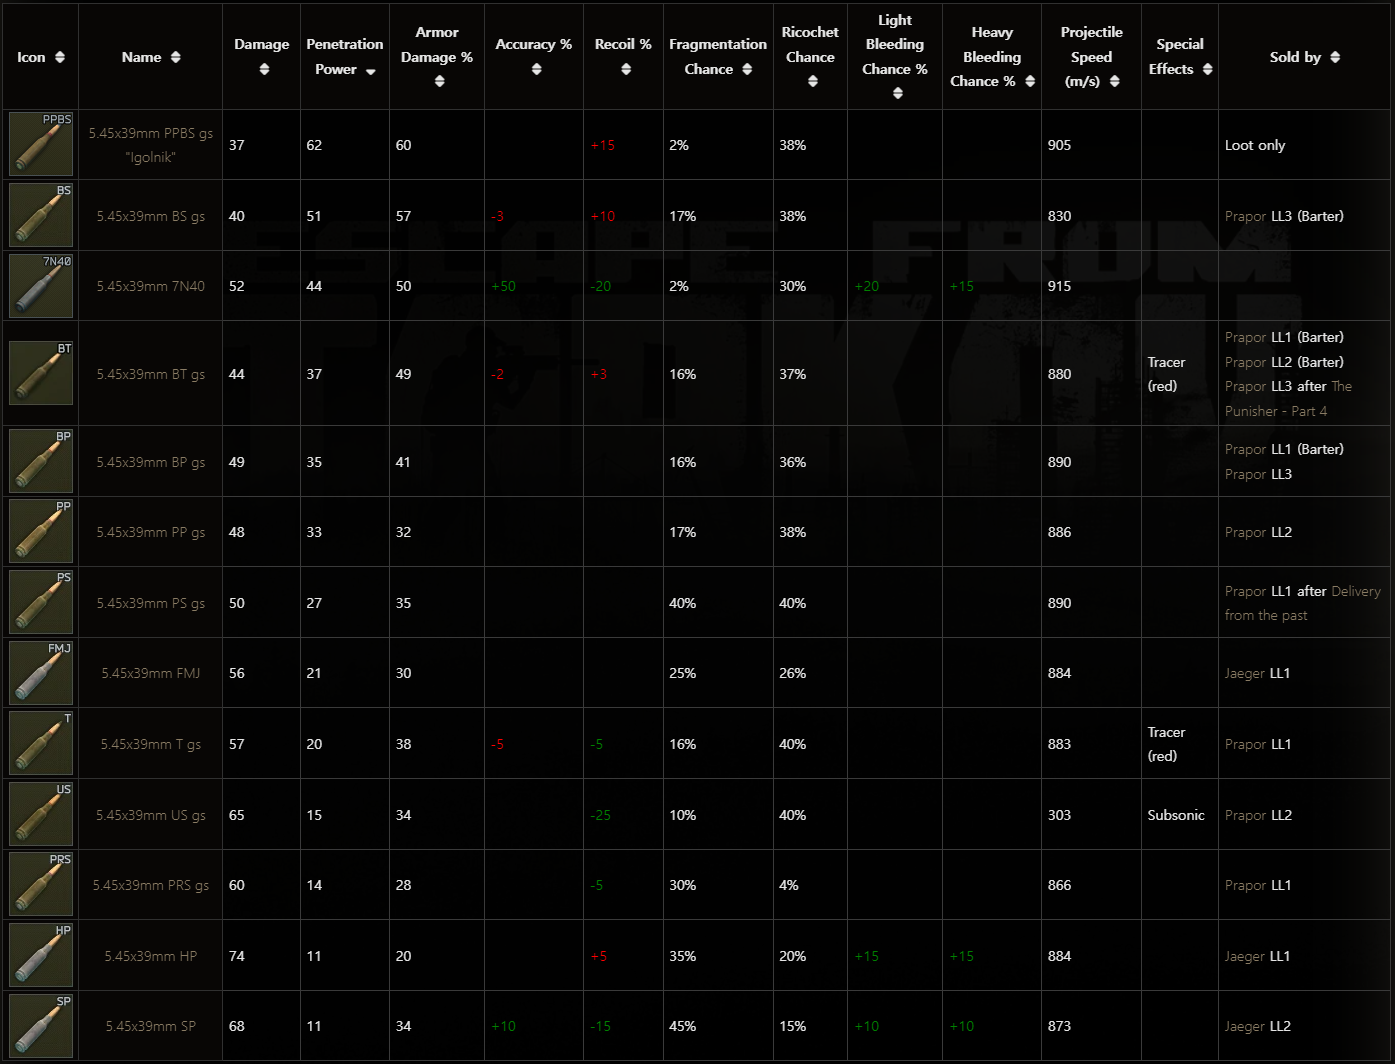 Icon
Name
Damage
Penetration
Power
Armor
Damage %
Accuracy %
Recoil %
Fragmentation
Chance
Ricochet
Chance
Light
Bleeding
Chance %
Heavy
Bleeding
Chance %
Projectile
Speed
(m/s)
Special
Effects
Sold by
ESCAPE FROM
TARKOV
PPBS 5.45x39mm PPBS gs 37 62 60 +15 2% 38% 905 Loot only
"Igolnik"
BS 5.45x39mm BS gs 40 51 57 -3 +10 17% 38% 830 Prapor LL3 (Barter)
7N40 5.45x39mm 7N40 52 44 50 +50 -20 2% 30% +20 +15 915
BT 5.45x39mm BT gs 44 37 49 -2 +3 16% 37% 880
Tracer
(red)
Prapor LL1 (Barter)
Prapor LL2 (Barter)
Prapor LL3 after The
Punisher - Part 4
BP 5.45x39mm BP gs 49 35 41 16% 36% 890
Prapor LL1 (Barter)
Prapor LL3
PP 5.45x39mm PP gs 48 33 32 17% 38% 886 Prapor LL2
PS 5.45x39mm PS gs 50 27 35 40% 40% 890
Prapor LL1 after Delivery
from the past
FMJ 5.45x39mm FMJ 56 21 30 25% 26% 884 Jaeger LL1
T 5.45x39mm T gs 57 20 38 -5 -5 16% 40% 883
Tracer
(red)
Prapor LL1
US 5.45x39mm US gs 65 15 34 -25 10% 40% 303 Subsonic Prapor LL2
PRS 5.45x39mm PRS gs 60 14 28 -5 30% 4% 866 Prapor LL1
HP 5.45x39mm HP 74 11 20 +5 35% 20% +15 +15 884 Jaeger LL1
SP 5.45x39mm SP 68 11 34 +10 -15 45% 15% +10 +10 873 Jaeger LL2